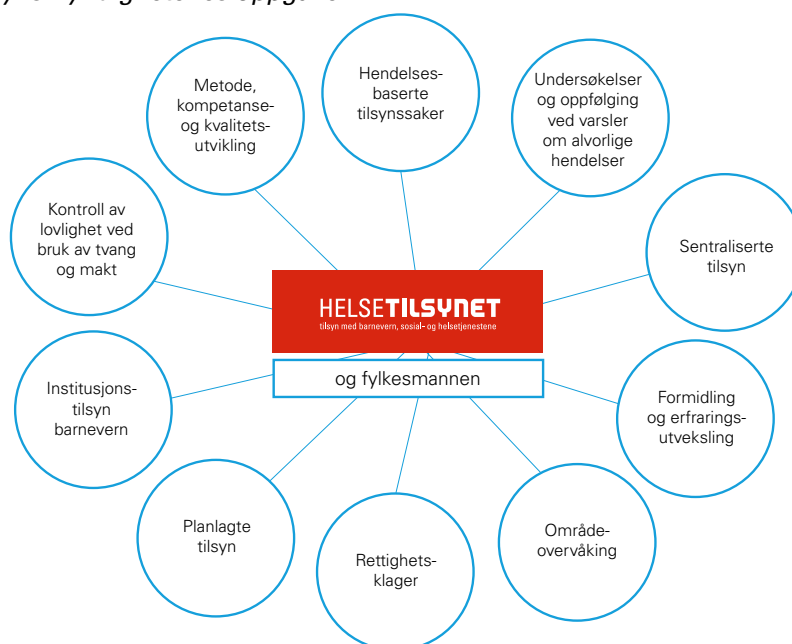 oppgaver
Metode,
kompetanse-
og kvalitets-
utvikling
Hendelses-
baserte
tilsynssaker
Undersøkelser
og oppfølging
ved varsler
om alvorlige
hendelser
Kontroll av
lovlighet ved
bruk av tvang
og makt
Sentraliserte
tilsyn
HELSETILSYNET
tilsyn med barnevern, sosial- og helsetjenestene
og fylkesmannen
Institusjons-
tilsyn
barnevern
Formidling
og erfarings-
utveksling
Planlagte
tilsyn
Rettighets-
klager
Område-
overvåking